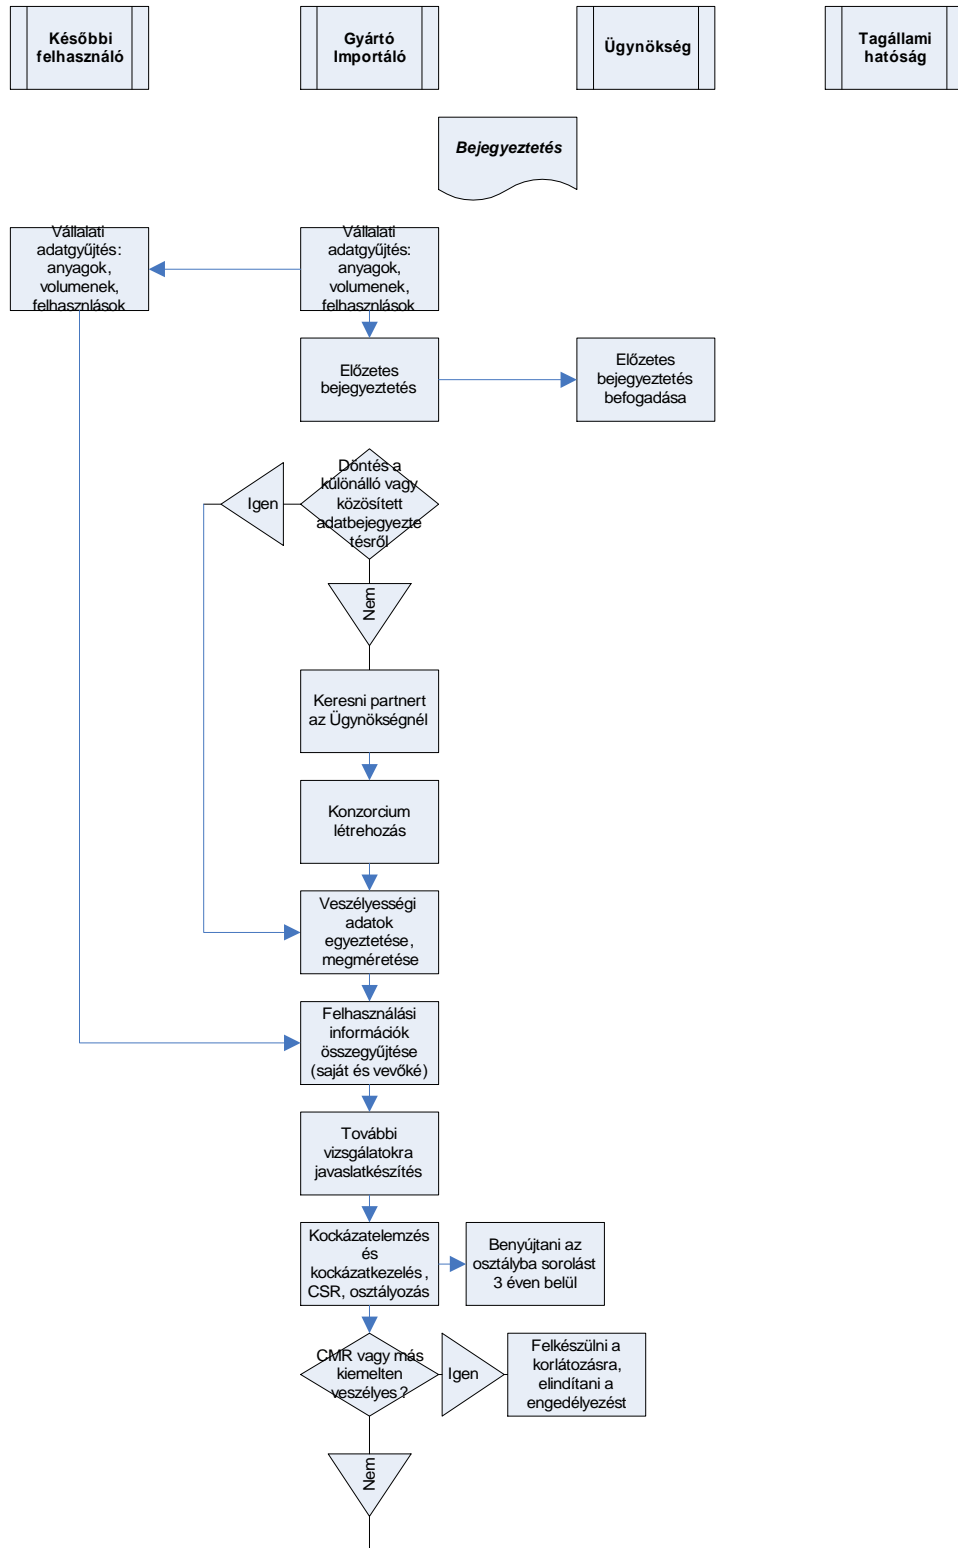 Későbbi
felhasználó
Gyártó
Importáló
Ügynökség
Tagállami
hatóság
Bejegyeztetés
Vállalati
adatgyűjtés:
anyagok,
volumenek,
felhasznlások
Vállalati
adatgyűjtés:
anyagok,
volumenek,
felhasznlások
Előzetes
bejegyeztetés
Előzetes
bejegyeztetés
befogadása
Döntés a
különálló vagy
közösített
adatbejegyezte
tésről
Igen
Nem
Keresni partnert
az Ügynökségnél
Konzorcium
létrehozás
Veszélyességi
adatok
egyeztetése,
megméretése
Felhasználási
információk
összegyűjtése
(saját és vevőké)
További
vizsgálatokra
javaslatkészítés
Kockázatelemzés
és
kockázatkezelés,
CSR, osztályozás
Benyújtani az
osztályba sorolást
3 éven belül
CMR vagy más
kiemelten
veszélyes?
Igen
Felkészülni a
korlátozásra,
elindítani a
engedélyezést
Nem